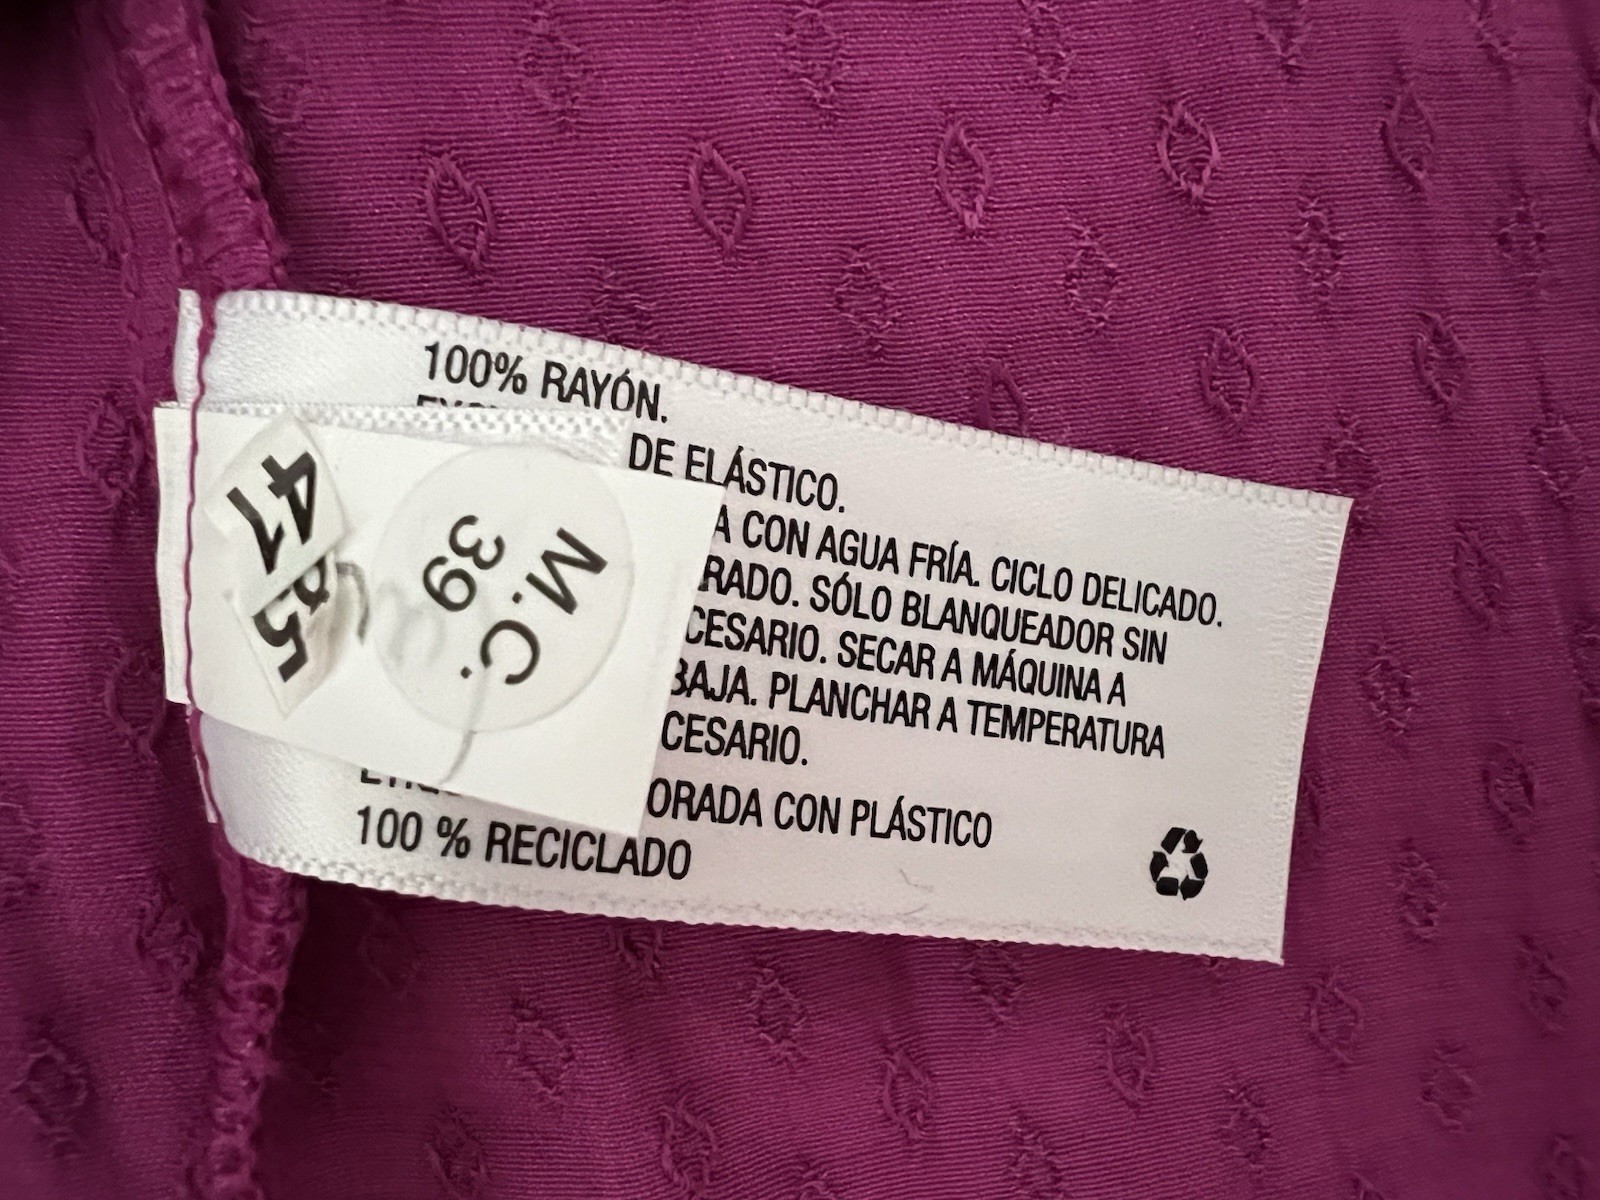 100% RAYÓN.
DE ELÁSTICO.
A CON AGUA FRÍA. CICLO DELICADO.
RADO. SÓLO BLANQUEADOR SIN
CESARIO. SECAR A MÁQUINA A
BAJA. PLANCHAR A TEMPERATURA
CESARIO.
ORADA CON PLÁSTICO
100 % RECICLADO
M.C.
39
47